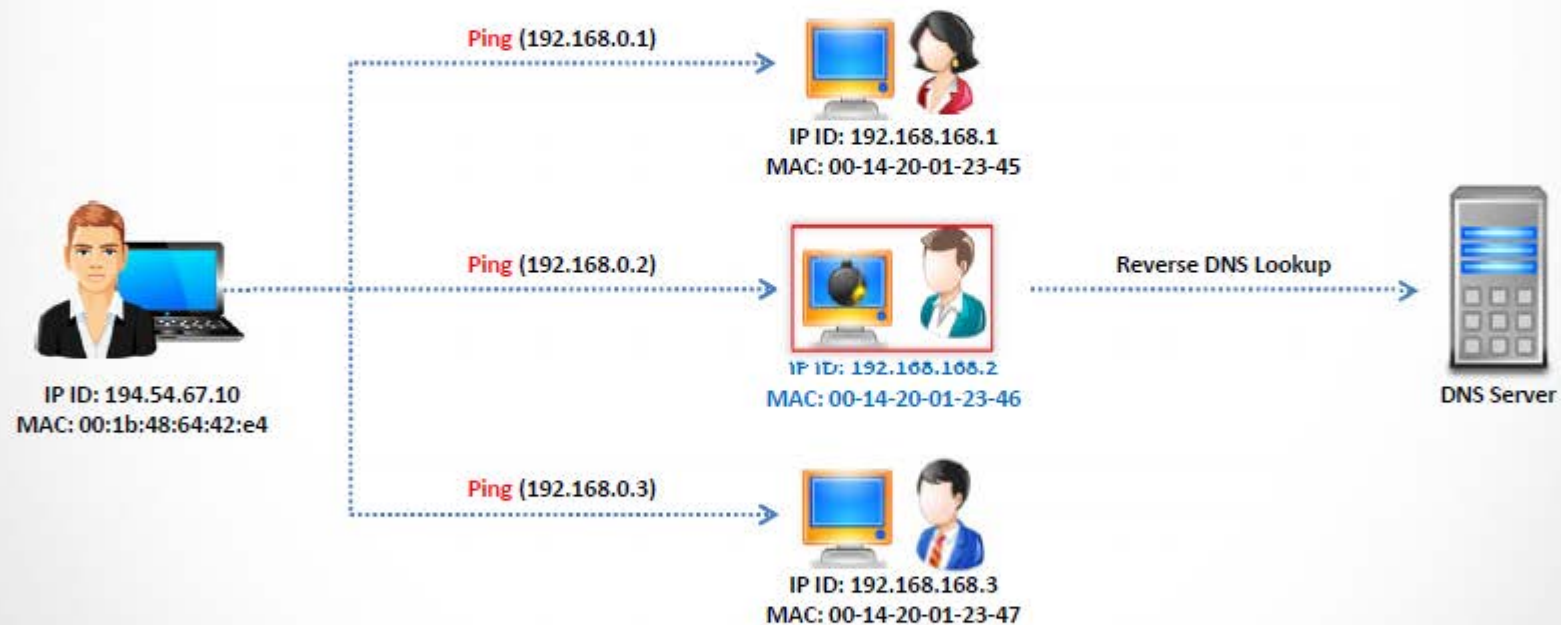 Ping (192.168.0.1)
IP ID: 192.168.168.1
MAC: 00-14-20-01-23-45
Ping (192.168.0.2)
Reverse DNS Lookup
IP ID: 192.168.168.2
MAC: 00-14-20-01-23-46
IP ID: 194.54.67.10
MAC: 00:1b:48:64:42:e4
DNS Server
Ping (192.168.0.3)
IP ID: 192.168.168.3
MAC: 00-14-20-01-23-47